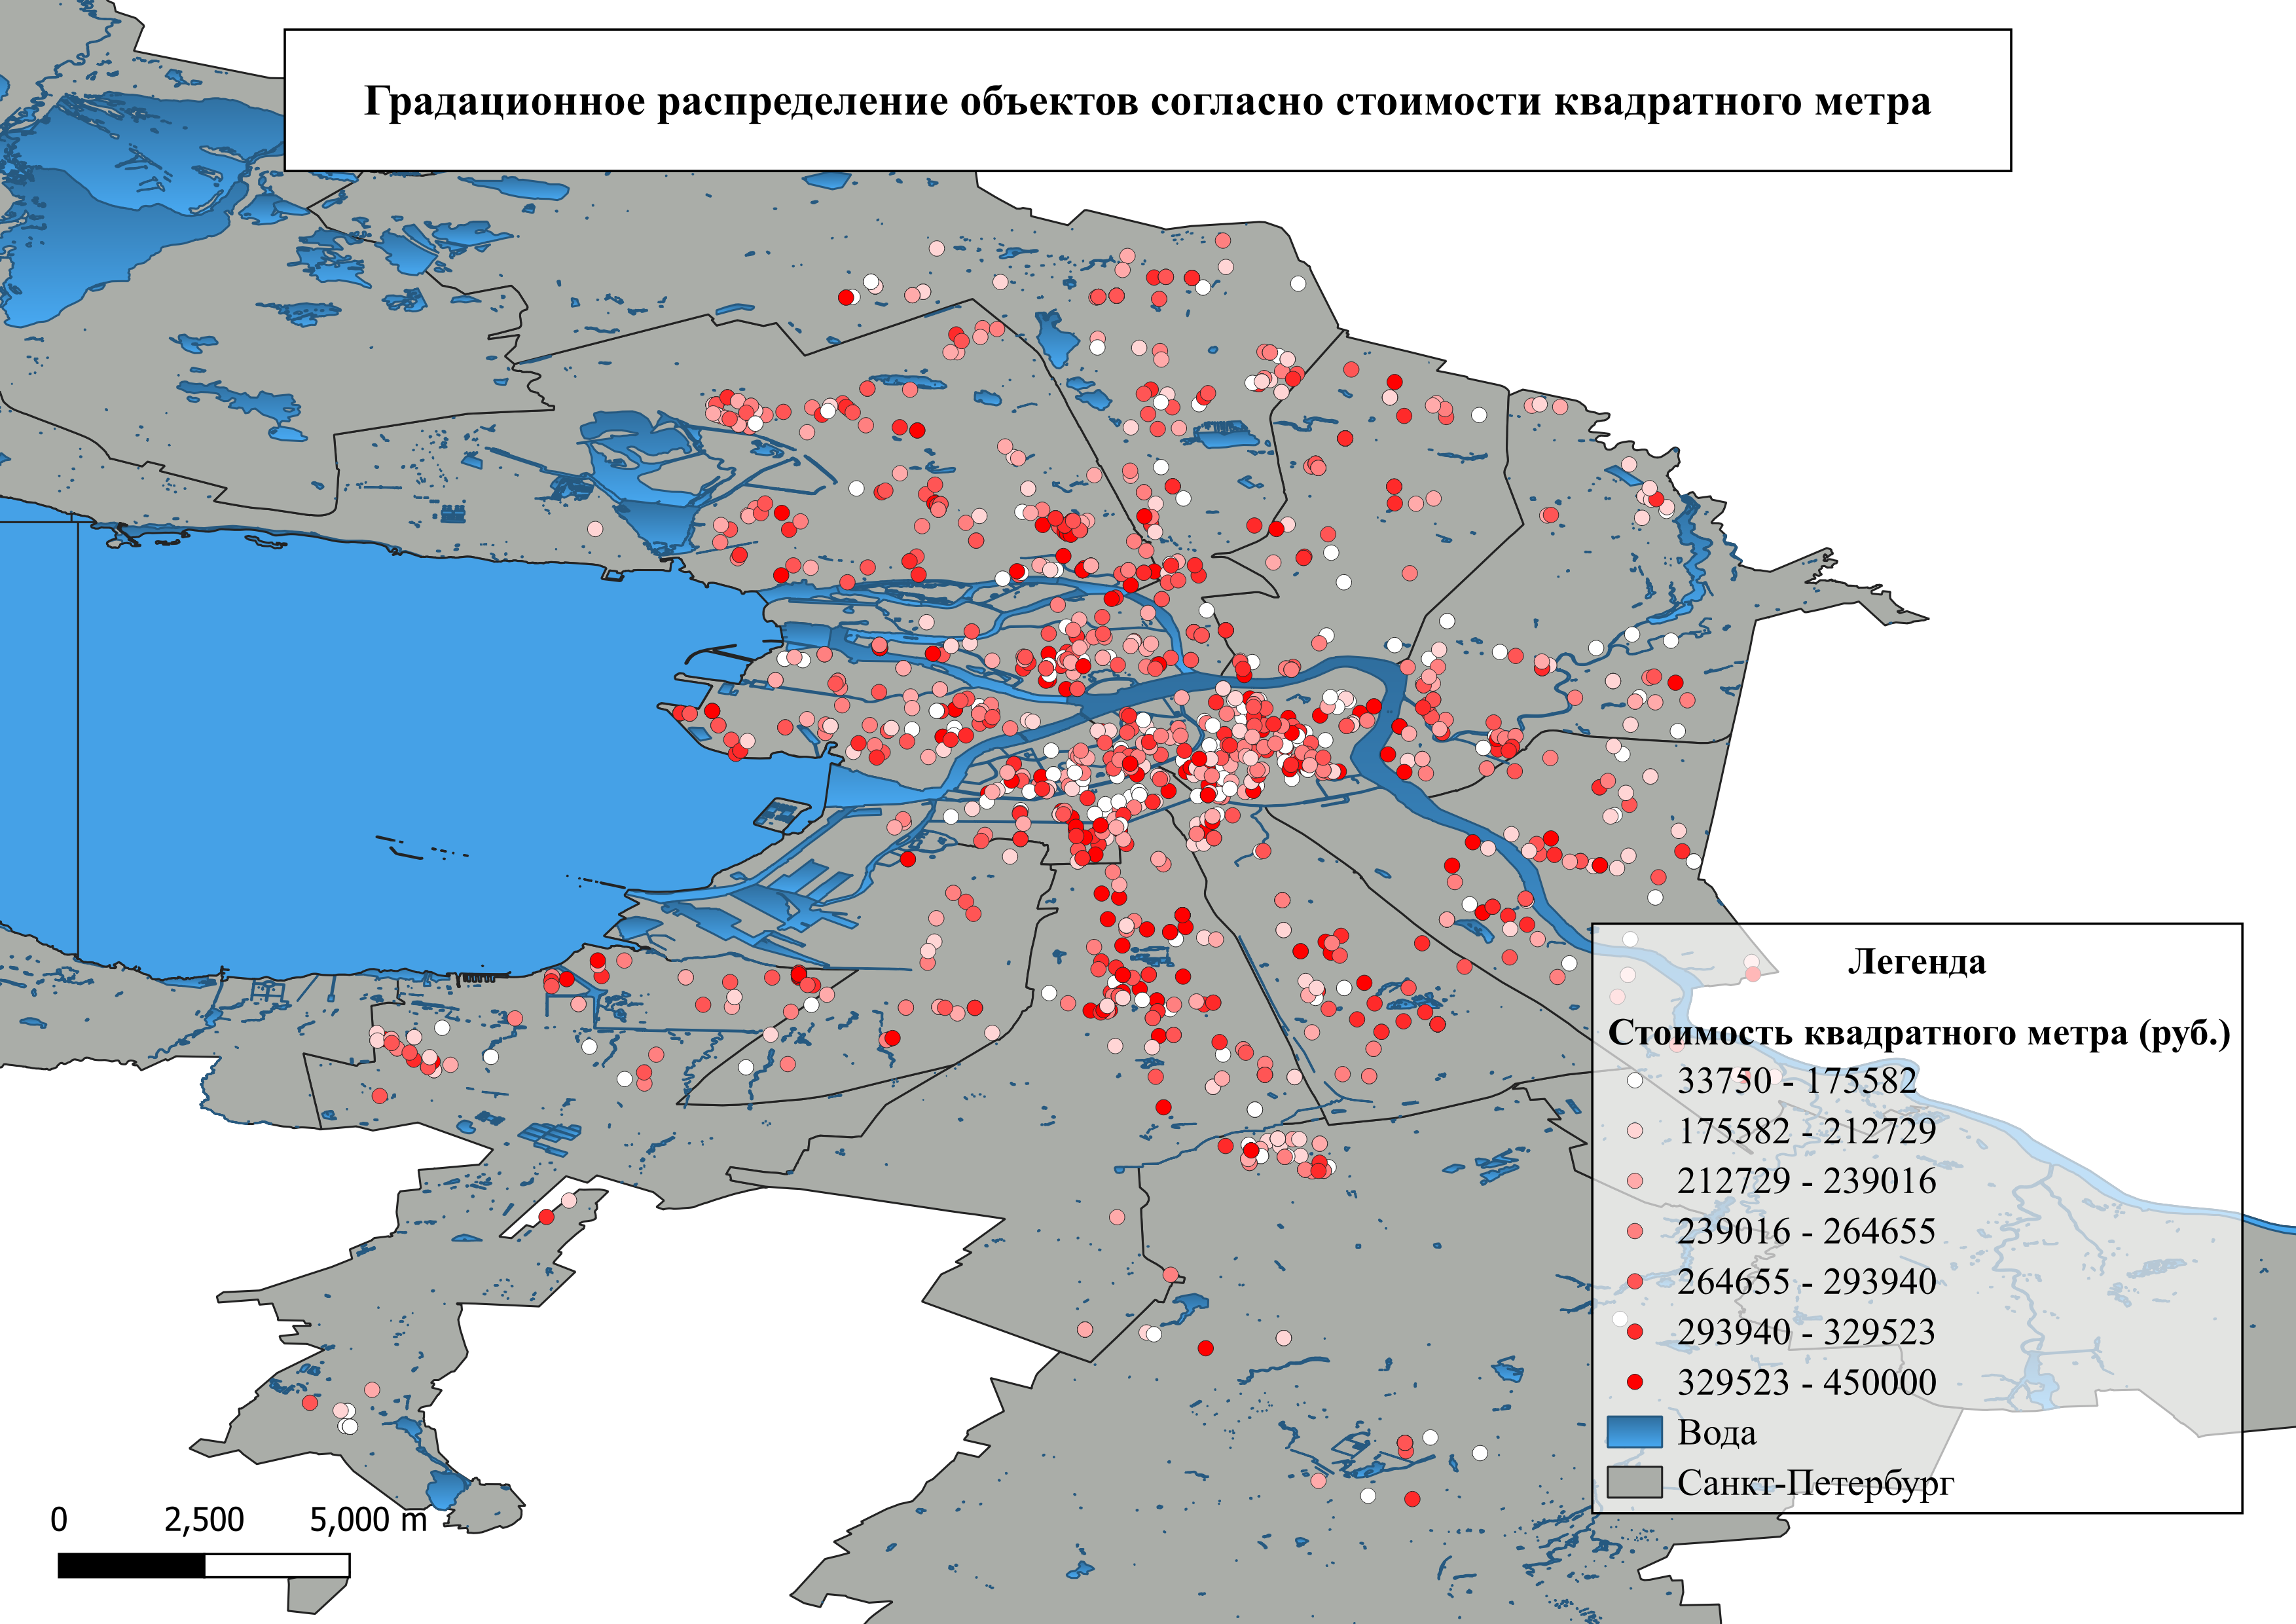 Градационное распределение объектов согласно стоимости квадратного метра
Легенда
Стоимость квадратного метра (руб.)
33750 - 175582
175582 - 212729
212729 - 239016
239016 - 264655
264655 - 293940
293940 - 329523
329523 - 450000
Вода
Санкт-Петербург
0 2,500 5,000 m